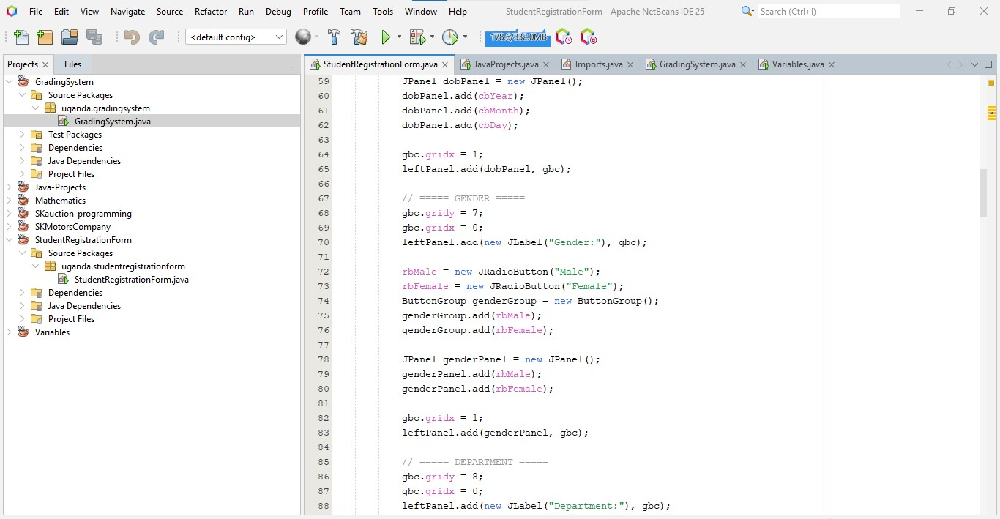 File Edit View Navigate Source Refactor Run Debug Profile Team Tools Window Help StudentRegistrationForm - Apache NetBeans IDE 25 Search (Ctrl+I)
<default config> 178.6/332.0MB
Projects Files
GradingSystem
Source Packages
uganda.gradingsystem
GradingSystem.java
Test Packages
Dependencies
Java Dependencies
Project Files
Java-Projects
Mathematics
SKauction-programming
SKMotorsCompany
StudentRegistrationForm
Source Packages
uganda.studentregistrationform
StudentRegistrationForm.java
Dependencies
Java Dependencies
Project Files
Variables
StudentRegistrationForm.java JavaProjects.java Imports.java GradingSystem.java Variables.java
59 JPanel dobPanel = new JPanel();
60 dobPanel.add(cbYear);
61 dobPanel.add(cbMonth);
62 dobPanel.add(cbDay);
63
64 gbc.gridx = 1;
65 leftPanel.add(dobPanel, gbc);
66
67 // ===== GENDER =====
68 gbc.gridy = 7;
69 gbc.gridx = 0;
70 leftPanel.add(new JLabel("Gender:"), gbc);
71
72 rbMale = new JRadioButton("Male");
73 rbFemale = new JRadioButton("Female");
74 ButtonGroup genderGroup = new ButtonGroup();
75 genderGroup.add(rbMale);
76 genderGroup.add(rbFemale);
77
78 JPanel genderPanel = new JPanel();
79 genderPanel.add(rbMale);
80 genderPanel.add(rbFemale);
81
82 gbc.gridx = 1;
83 leftPanel.add(genderPanel, gbc);
84
85 // ===== DEPARTMENT =====
86 gbc.gridy = 8;
87 gbc.gridx = 0;
88 leftPanel.add(new JLabel("Department:"), gbc);